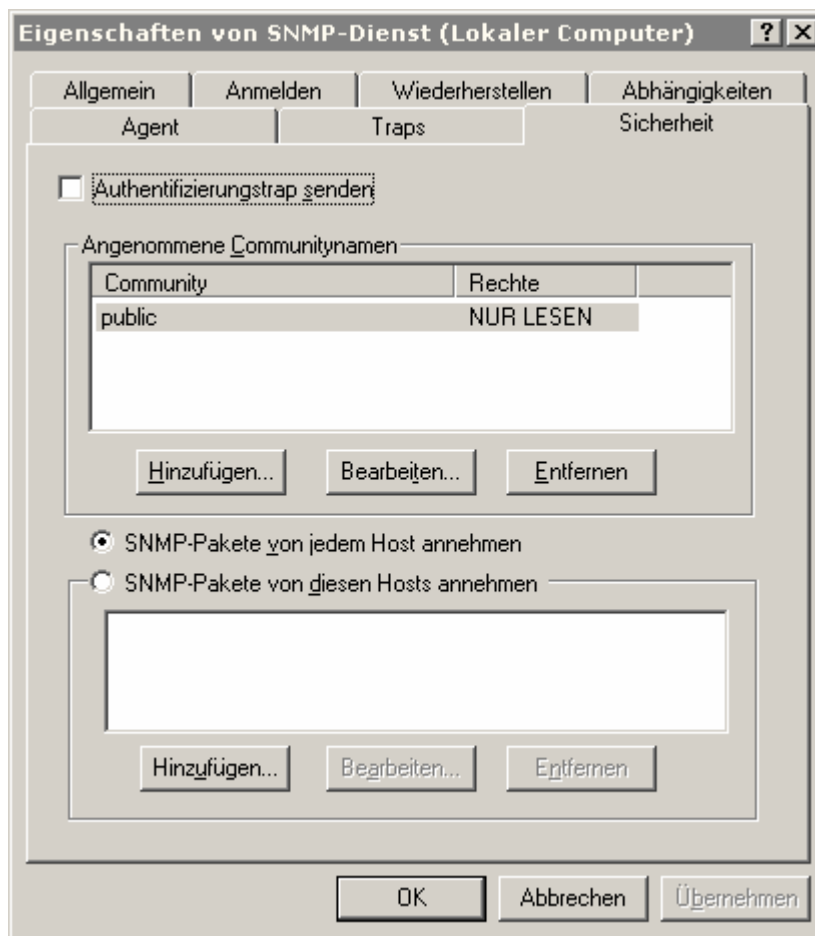 Eigenschaften von SNMP-Dienst (Lokaler Computer)
Allgemein Anmelden Wiederherstellen Abhängigkeiten
Agent Traps Sicherheit
Authentifizierungstrap senden
Angenommene Communitynamen
Community Rechte
public NUR LESEN
Hinzufügen... Bearbeiten... Entfernen
SNMP-Pakete von jedem Host annehmen
SNMP-Pakete von diesen Hosts annehmen
Hinzufügen... Bearbeiten... Entfernen
OK Abbrechen Übernehmen